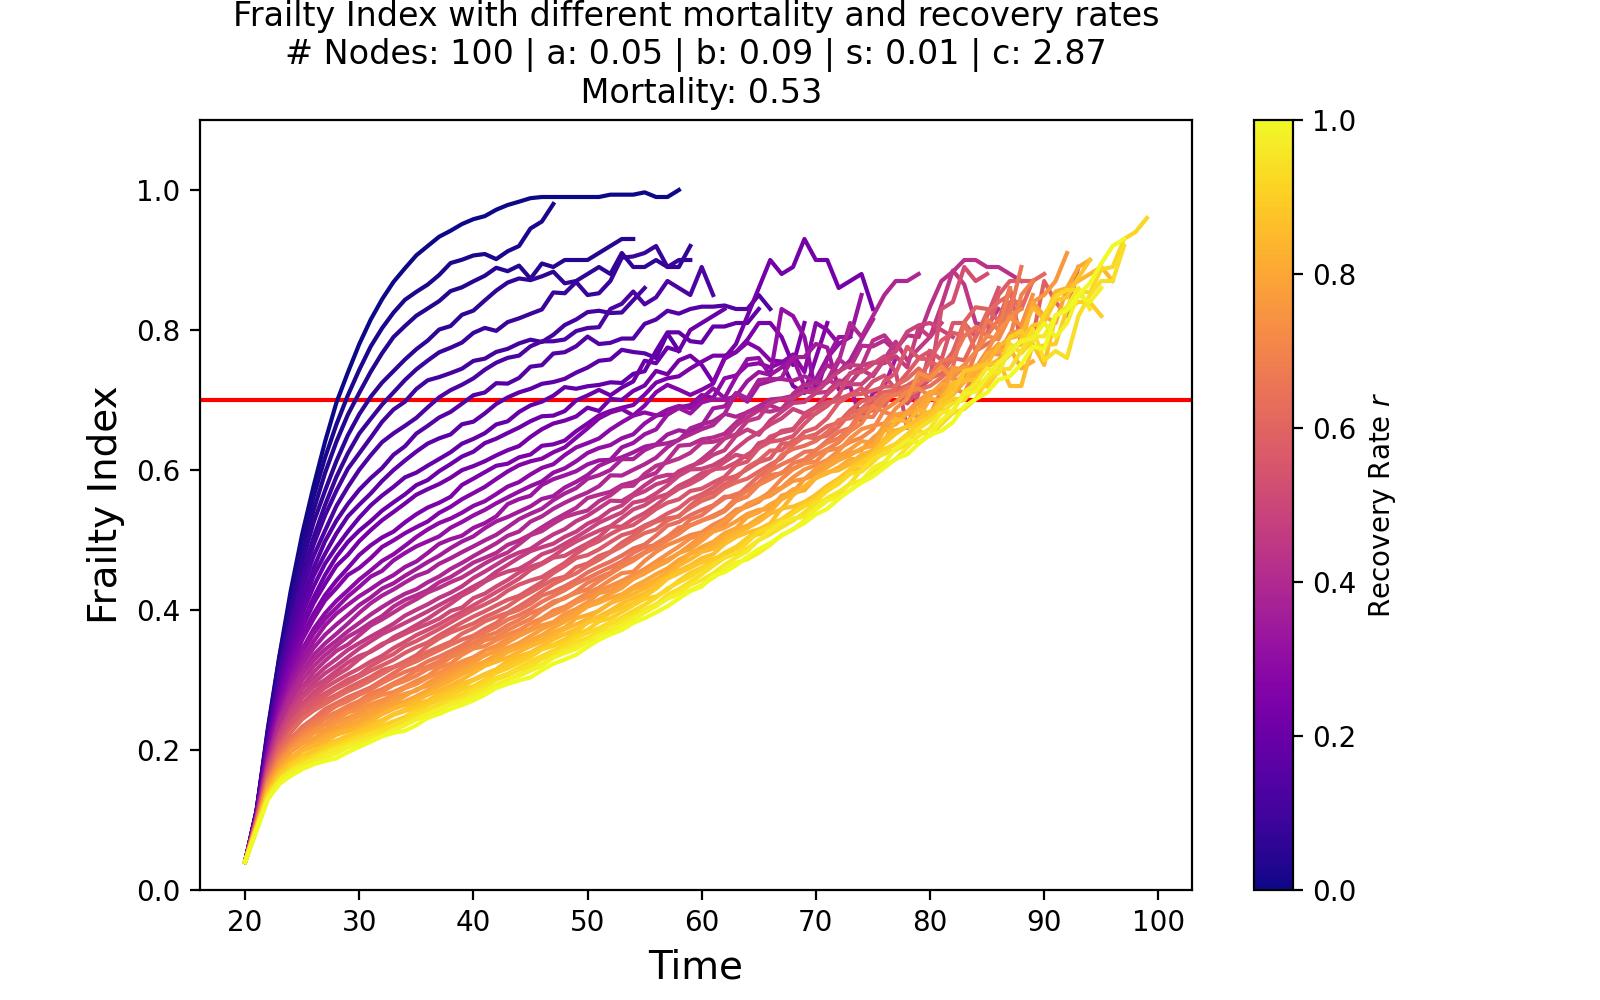 Frailty Index with different mortality and recovery rates
# Nodes: 100 | a: 0.05 | b: 0.09 | s: 0.01 | c: 2.87
Mortality: 0.53
Frailty Index
1.0
0.8
0.6
0.4
0.2
0.0
20 30 40 50 60 70 80 90 100
Time
1.0
0.8
0.6
0.4
0.2
0.0
Recovery Rate r